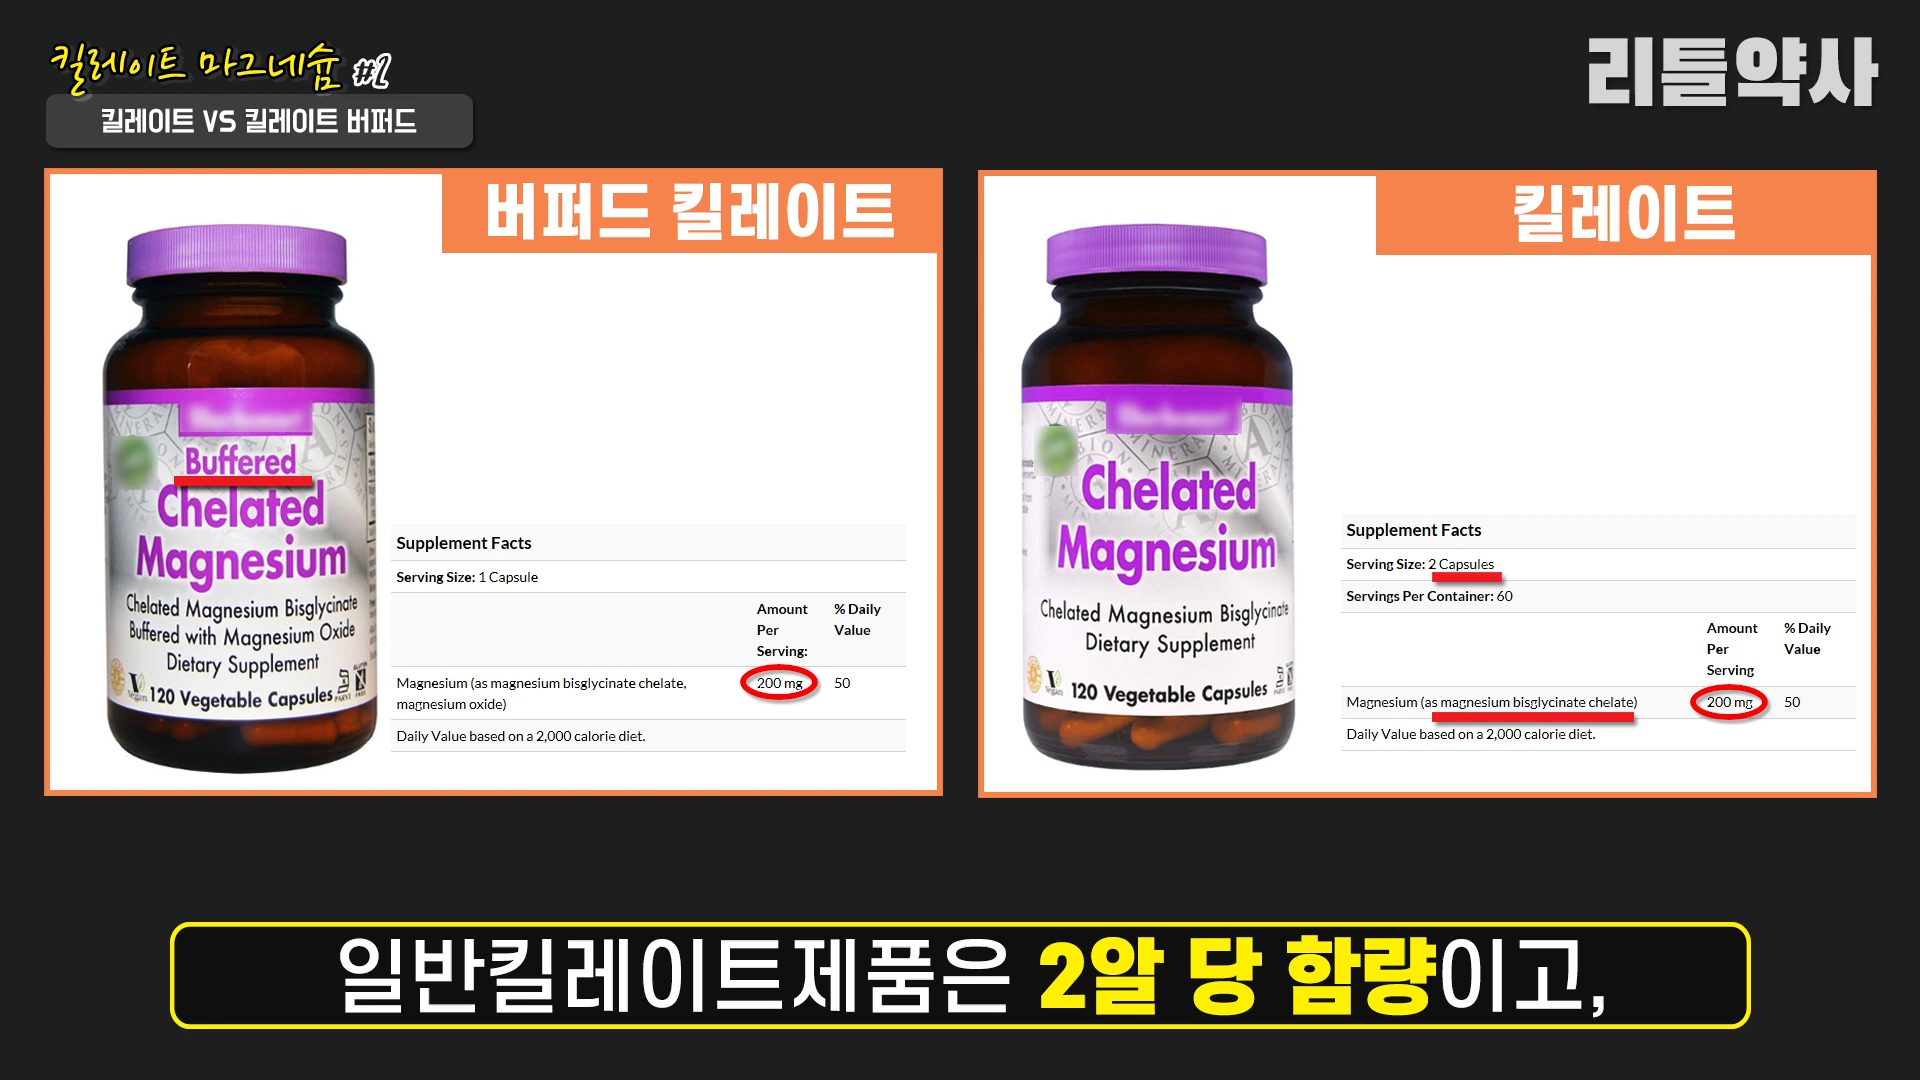 킬레이트 마그네슘 #2
킬레이트 VS 킬레이트 버퍼드
리틀약사
버퍼드 킬레이트
Buffered
Chelated
Magnesium
Chelated Magnesium Bisglycinate
Buffered with Magnesium Oxide
Dietary Supplement
Vegan
120 Vegetable Capsules
Supplement Facts
Serving Size: 1 Capsule
Amount Per Serving: % Daily Value
Magnesium (as magnesium bisglycinate chelate, magnesium oxide) 200 mg 50
Daily Value based on a 2,000 calorie diet.
킬레이트
Chelated
Magnesium
Chelated Magnesium Bisglycinate
Dietary Supplement
Vegan
120 Vegetable Capsules
Supplement Facts
Serving Size: 2 Capsules
Servings Per Container: 60
Amount Per Serving % Daily Value
Magnesium (as magnesium bisglycinate chelate) 200 mg 50
Daily Value based on a 2,000 calorie diet.
일반킬레이트제품은 2알 당 함량이고,